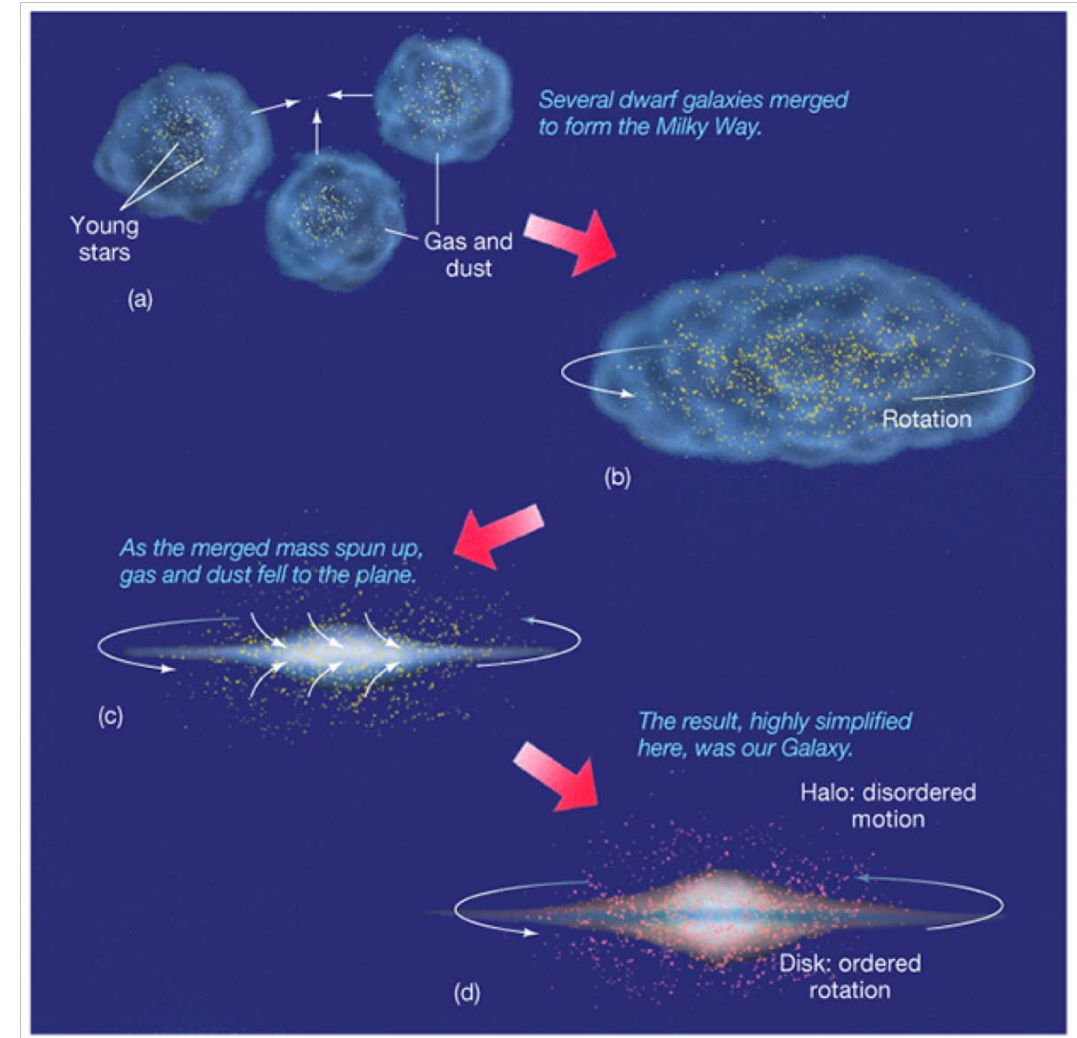 Several dwarf galaxies merged
to form the Milky Way.
Young
stars
Gas and
dust
(a)
Rotation
(b)
As the merged mass spun up,
gas and dust fell to the plane.
(c)
The result, highly simplified
here, was our Galaxy.
Halo: disordered
motion
Disk: ordered
rotation
(d)